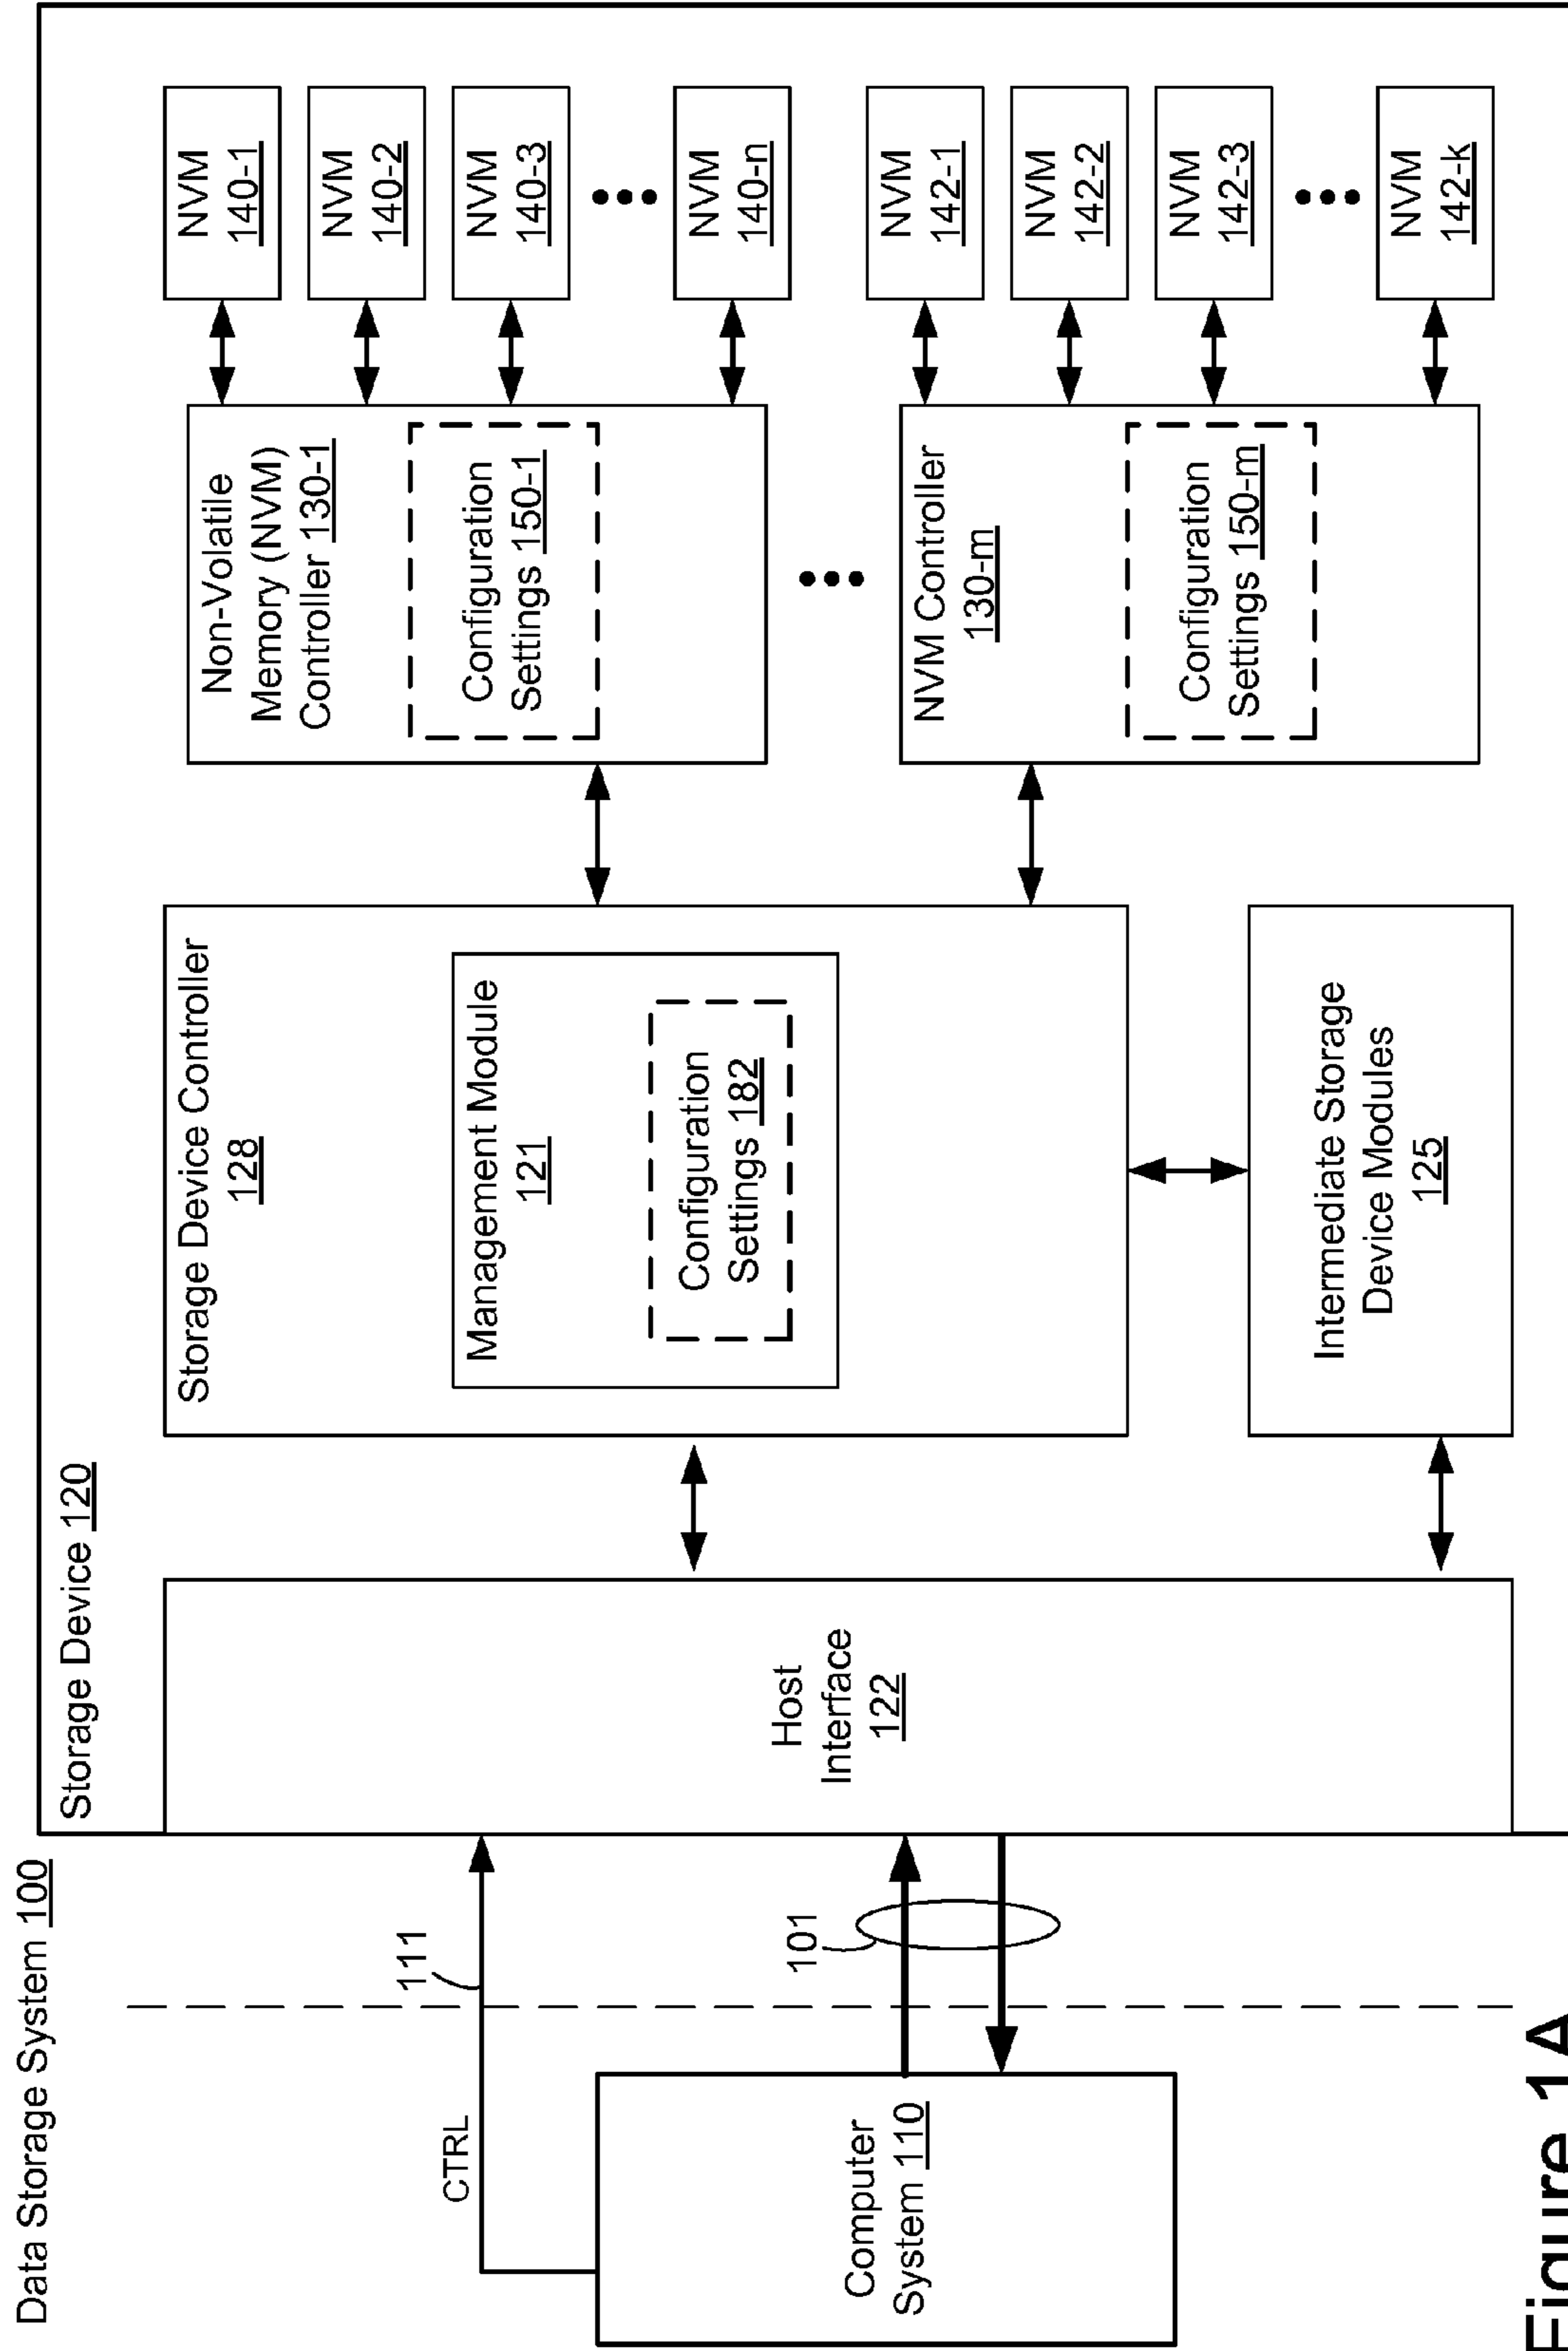 Data Storage System 100
Storage Device 120
Computer
System 110
CTRL
111
101
Host
Interface
122
Storage Device Controller
128
Management Module
121
Configuration
Settings 182
Intermediate Storage
Device Modules
125
Non-Volatile
Memory (NVM)
Controller 130-1
Configuration
Settings 150-1
NVM Controller
130-m
Configuration
Settings 150-m
NVM
140-1
NVM
140-2
NVM
140-3
NVM
140-n
NVM
142-1
NVM
142-2
NVM
142-3
NVM
142-k
Figure 1A